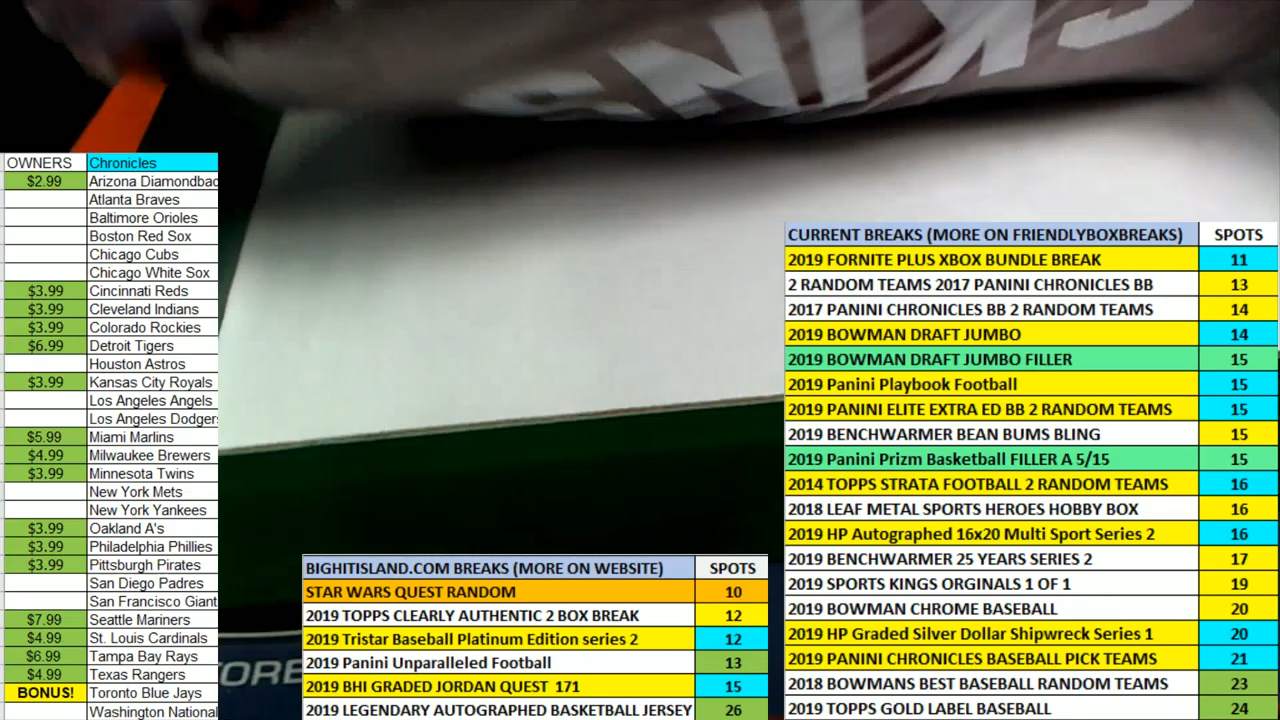 OWNERS Chronicles
$2.99 Arizona Diamondbac
Atlanta Braves
Baltimore Orioles
Boston Red Sox
Chicago Cubs
Chicago White Sox
$3.99 Cincinnati Reds
$3.99 Cleveland Indians
$3.99 Colorado Rockies
$6.99 Detroit Tigers
Houston Astros
$3.99 Kansas City Royals
Los Angeles Angels
Los Angeles Dodgers
$5.99 Miami Marlins
$4.99 Milwaukee Brewers
$3.99 Minnesota Twins
New York Mets
New York Yankees
$3.99 Oakland A's
$3.99 Philadelphia Phillies
$3.99 Pittsburgh Pirates
San Diego Padres
San Francisco Giant
$7.99 Seattle Mariners
$4.99 St. Louis Cardinals
$6.99 Tampa Bay Rays
$4.99 Texas Rangers
BONUS! Toronto Blue Jays
Washington National
BIGHITISLAND.COM BREAKS (MORE ON WEBSITE) SPOTS
STAR WARS QUEST RANDOM 10
2019 TOPPS CLEARLY AUTHENTIC 2 BOX BREAK 12
2019 Tristar Baseball Platinum Edition series 2 12
2019 Panini Unparalleled Football 13
2019 BHI GRADED JORDAN QUEST 171 15
2019 LEGENDARY AUTOGRAPHED BASKETBALL JERSEY 26
CURRENT BREAKS (MORE ON FRIENDLYBOXBREAKS) SPOTS
2019 FORNITE PLUS XBOX BUNDLE BREAK 11
2 RANDOM TEAMS 2017 PANINI CHRONICLES BB 13
2017 PANINI CHRONICLES BB 2 RANDOM TEAMS 14
2019 BOWMAN DRAFT JUMBO 14
2019 BOWMAN DRAFT JUMBO FILLER 15
2019 Panini Playbook Football 15
2019 PANINI ELITE EXTRA ED BB 2 RANDOM TEAMS 15
2019 BENCHWARMER BEAN BUMS BLING 15
2019 Panini Prizm Basketball FILLER A 5/15 15
2014 TOPPS STRATA FOOTBALL 2 RANDOM TEAMS 16
2018 LEAF METAL SPORTS HEROES HOBBY BOX 16
2019 HP Autographed 16x20 Multi Sport Series 2 16
2019 BENCHWARMER 25 YEARS SERIES 2 17
2019 SPORTS KINGS ORGINALS 1 OF 1 19
2019 BOWMAN CHROME BASEBALL 20
2019 HP Graded Silver Dollar Shipwreck Series 1 20
2019 PANINI CHRONICLES BASEBALL PICK TEAMS 21
2018 BOWMANS BEST BASEBALL RANDOM TEAMS 23
2019 TOPPS GOLD LABEL BASEBALL 24